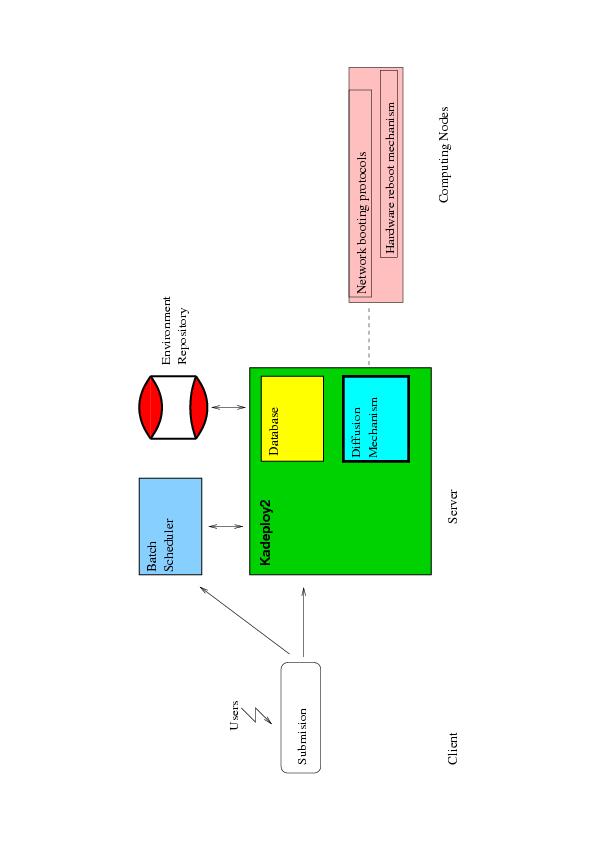 Users
Submision
Client
Batch
Scheduler
Kadeploy2
Database
Diffusion
Mechanism
Server
Environment
Repository
Network booting protocols
Hardware reboot mechanism
Computing Nodes